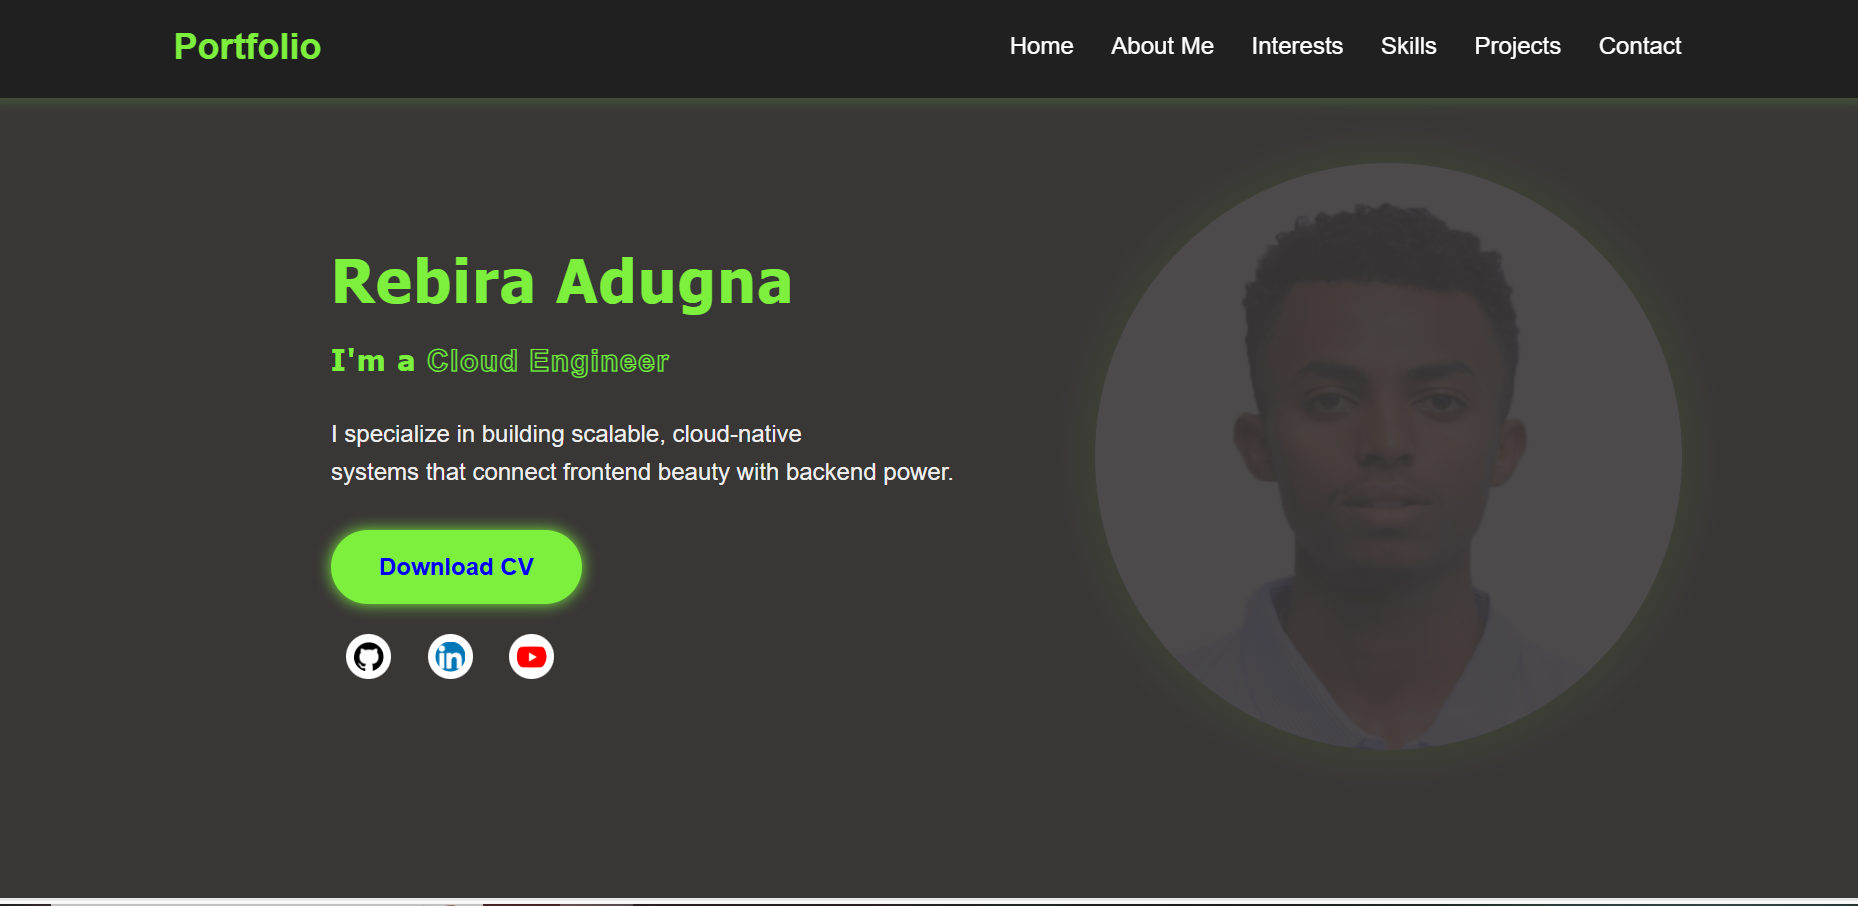 Portfolio
Home About Me Interests Skills Projects Contact
Rebira Adugna
I'm a Cloud Engineer
I specialize in building scalable, cloud-native
systems that connect frontend beauty with backend power.
Download CV
in